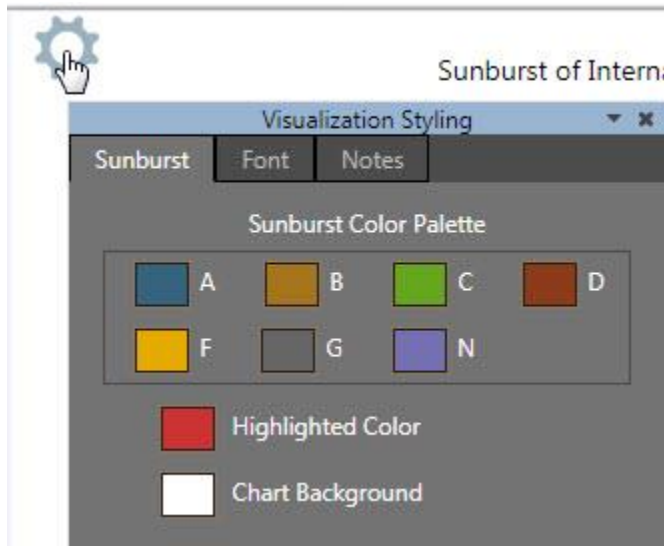 Sunburst of Interna
Visualization Styling
Sunburst Font Notes
Sunburst Color Palette
A B C D
F G N
Highlighted Color
Chart Background